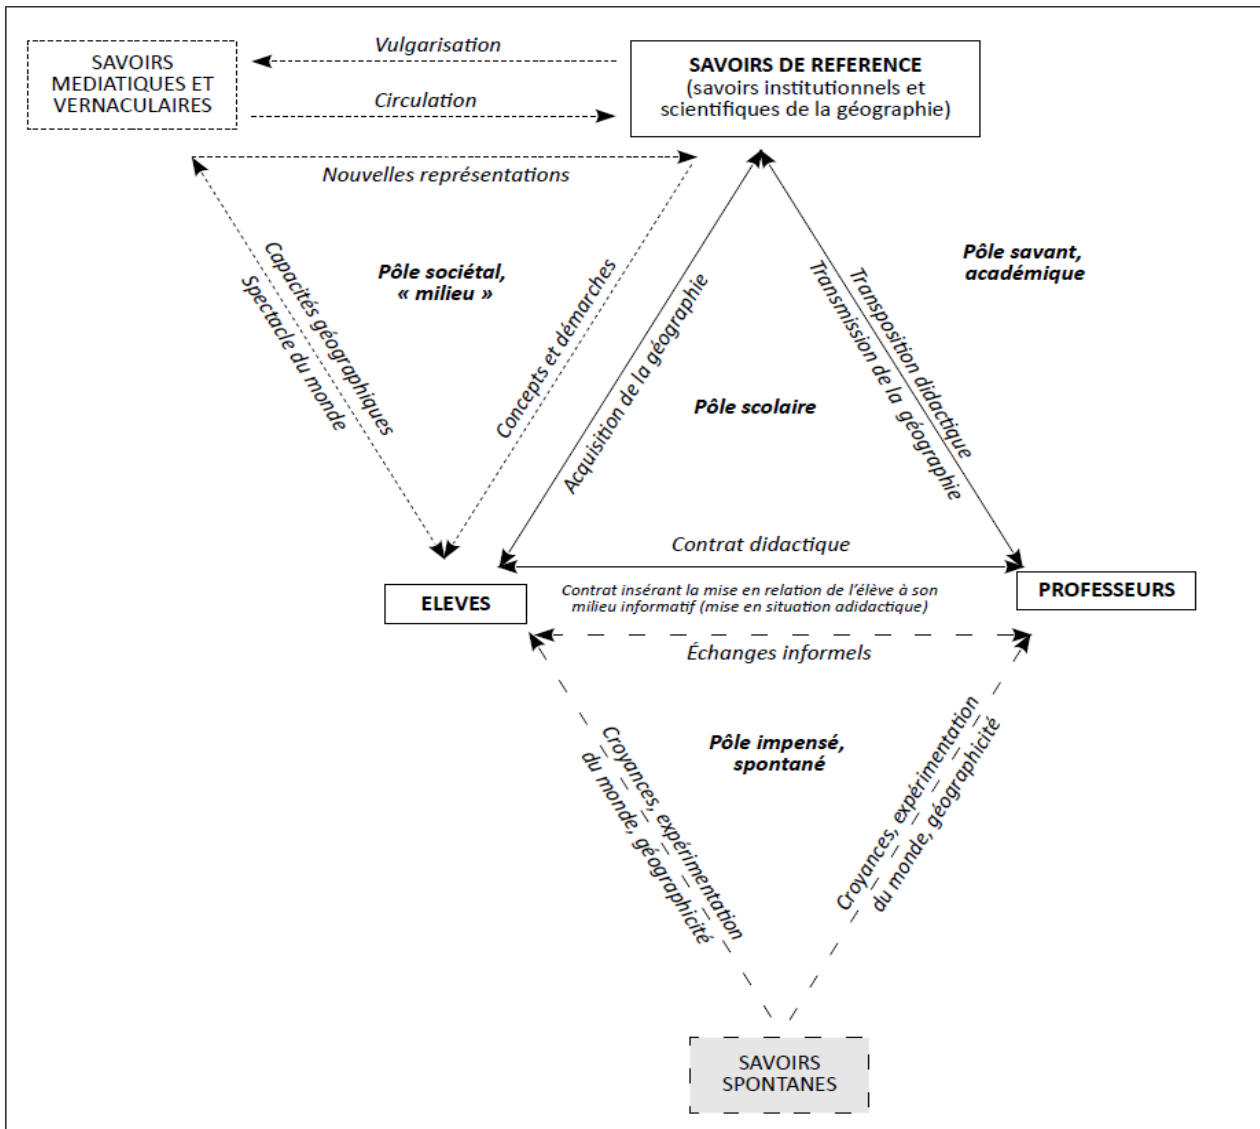 SAVOIRS
MEDIATIQUES ET
VERNACULAIRES
Vulgarisation
Circulation
SAVOIRS DE REFERENCE
(savoirs institutionnels et
scientifiques de la géographie)
Nouvelles représentations
Pôle sociétal,
« milieu »
Pôle savant,
académique
Capacités géographiques
Spectacle du monde
Concepts et démarches
Acquisition de la géographie
Transposition didactique
Transmission de la géographie
Pôle scolaire
Contrat didactique
ELEVES
Contrat insérant la mise en relation de l’élève à son
milieu informatif (mise en situation adidactique)
PROFESSEURS
Échanges informels
Pôle impensé,
spontané
Croyances, expérimentation
du monde, géographicité
Croyances, expérimentation
du monde, géographicité
SAVOIRS
SPONTANES